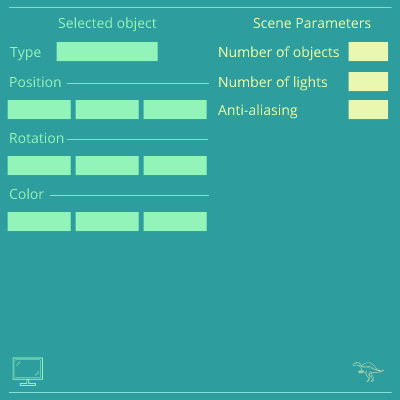 Selected object
Type
Position
Rotation
Color
Scene Parameters
Number of objects
Number of lights
Anti-aliasing